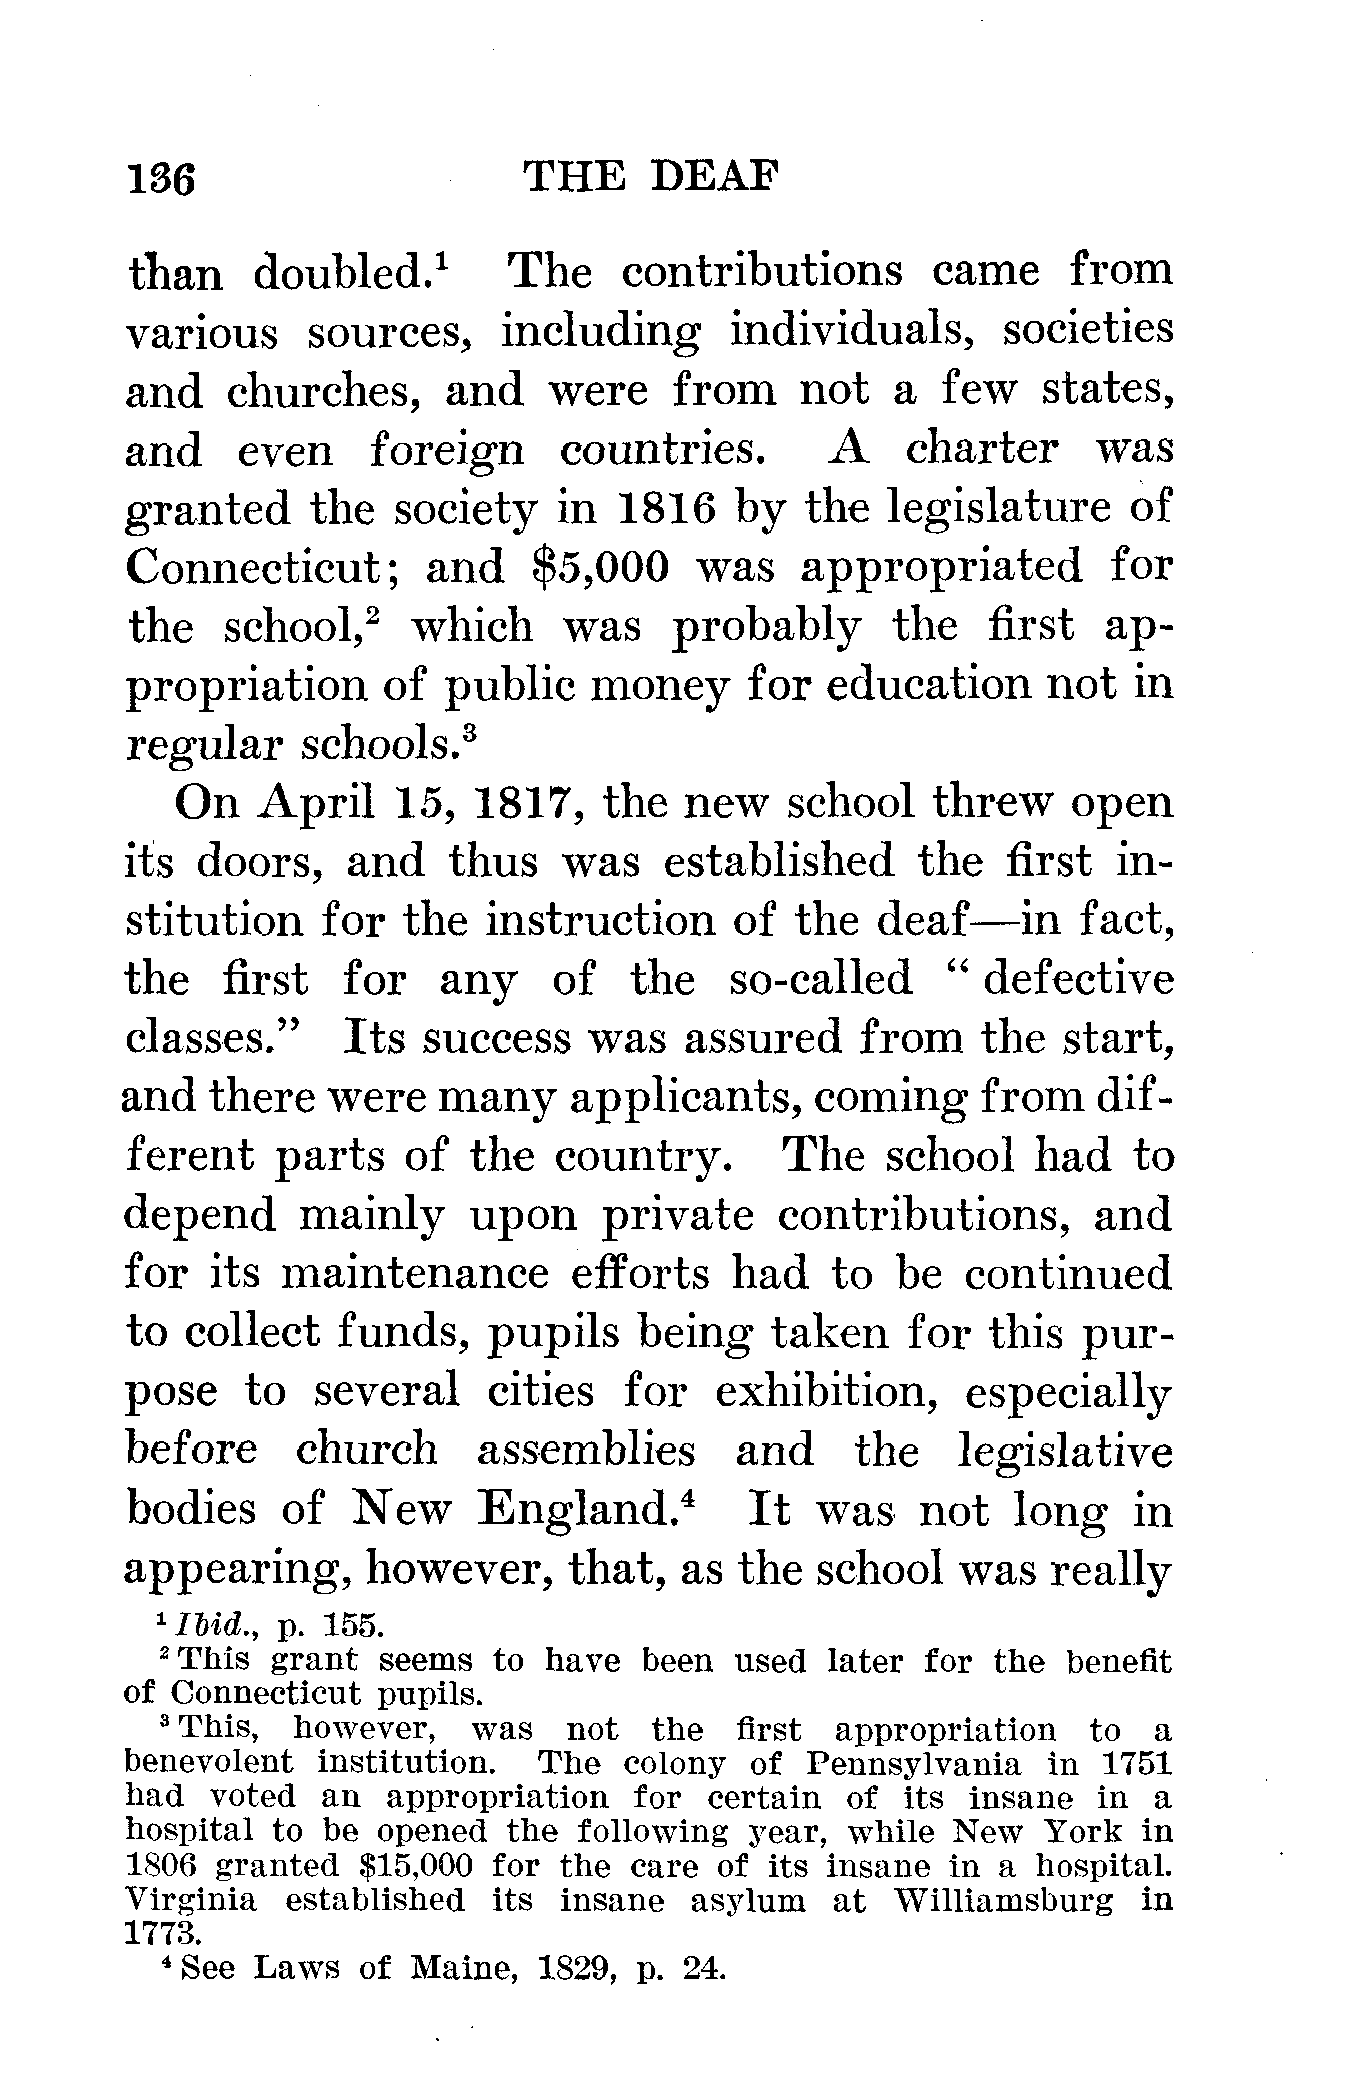 136 THE DEAF
than doubled.¹ The contributions came from
various sources, including individuals, societies
and churches, and were from not a few states,
and even foreign countries. A charter was
granted the society in 1816 by the legislature of
Connecticut; and $5,000 was appropriated for
the school,² which was probably the first ap-
propriation of public money for education not in
regular schools.³
On April 15, 1817, the new school threw open
its doors, and thus was established the first in-
stitution for the instruction of the deaf—in fact,
the first for any of the so-called “ defective
classes.” Its success was assured from the start,
and there were many applicants, coming from dif-
ferent parts of the country. The school had to
depend mainly upon private contributions, and
for its maintenance efforts had to be continued
to collect funds, pupils being taken for this pur-
pose to several cities for exhibition, especially
before church assemblies and the legislative
bodies of New England.⁴ It was not long in
appearing, however, that, as the school was really
¹ Ibid., p. 155.
² This grant seems to have been used later for the benefit
of Connecticut pupils.
³ This, however, was not the first appropriation to a
benevolent institution. The colony of Pennsylvania in 1751
had voted an appropriation for certain of its insane in a
hospital to be opened the following year, while New York in
1806 granted $15,000 for the care of its insane in a hospital.
Virginia established its insane asylum at Williamsburg in
1773.
⁴ See Laws of Maine, 1829, p. 24.